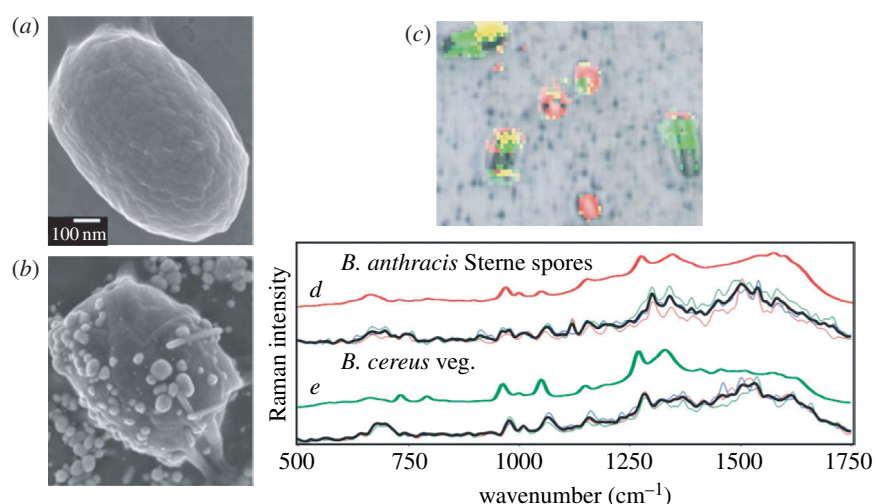 (a)
(c)
100 nm
(b)
B. anthracis Sterne spores
d
B. cereus veg.
e
Raman intensity
500 750 1000 1250 1500 1750
wavenumber (cm⁻¹)